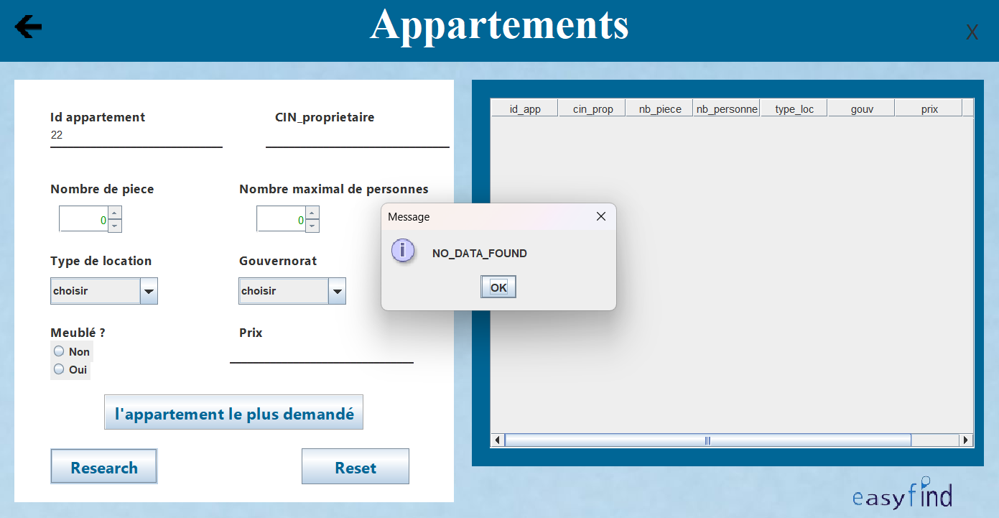 Appartements
X
Id appartement
CIN_proprietaire
22
Nombre de piece
Nombre maximal de personnes
0
0
Type de location
Gouvernorat
choisir
choisir
Meublé ?
Prix
Non
Oui
l'appartement le plus demandé
Research
Reset
id_app cin_prop nb_piece nb_personne type_loc gouv prix
Message
NO_DATA_FOUND
OK
easyfind